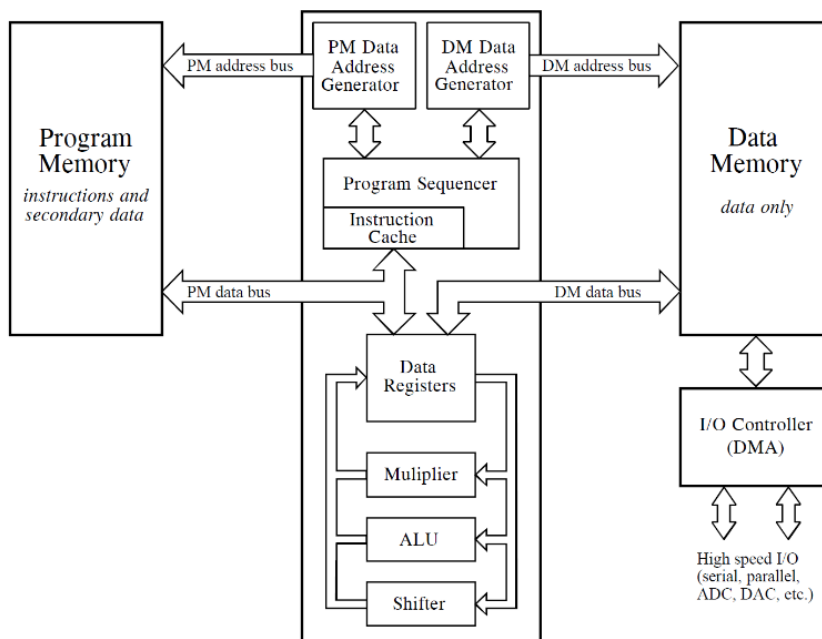 PM Data
Address
Generator
DM Data
Address
Generator
PM address bus
DM address bus
Program
Memory
instructions and
secondary data
Data
Memory
data only
Program Sequencer
Instruction
Cache
PM data bus
DM data bus
Data
Registers
Muliplier
ALU
Shifter
I/O Controller
(DMA)
High speed I/O
(serial, parallel,
ADC, DAC, etc.)